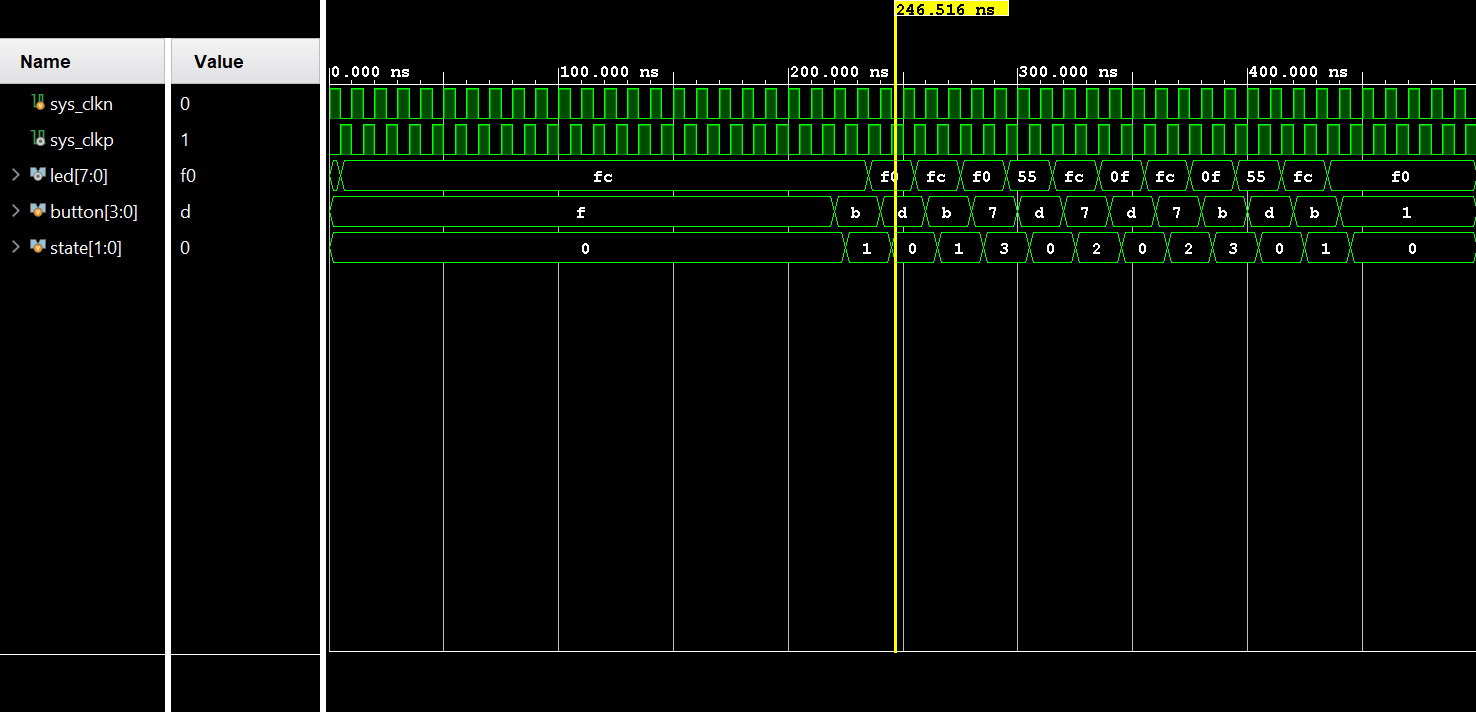 246.516 ns
Name Value
0.000 ns 100.000 ns 200.000 ns 300.000 ns 400.000 ns
sys_clkn 0
sys_clkp 1
led[7:0] f0 fc f0 fc f0 55 fc 0f fc 0f 55 fc f0
button[3:0] d f b d b 7 d 7 d 7 b d b 1
state[1:0] 0 0 1 0 1 3 0 2 0 2 3 0 1 0